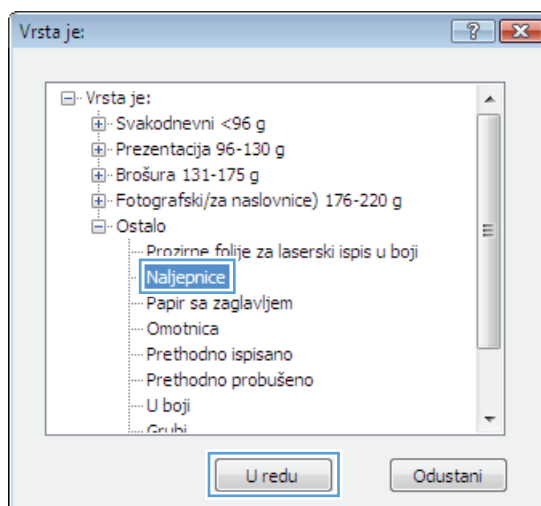 Vrsta je:
Vrsta je:
Svakodnevni <96 g
Prezentacija 96-130 g
Brošura 131-175 g
Fotografski/za naslovnice) 176-220 g
Ostalo
Prozirne folije za laserski ispis u boji
Naljepnice
Papir sa zaglavljem
Omotnica
Prethodno ispisano
Prethodno probušeno
U boji
Grubi
U redu
Odustani